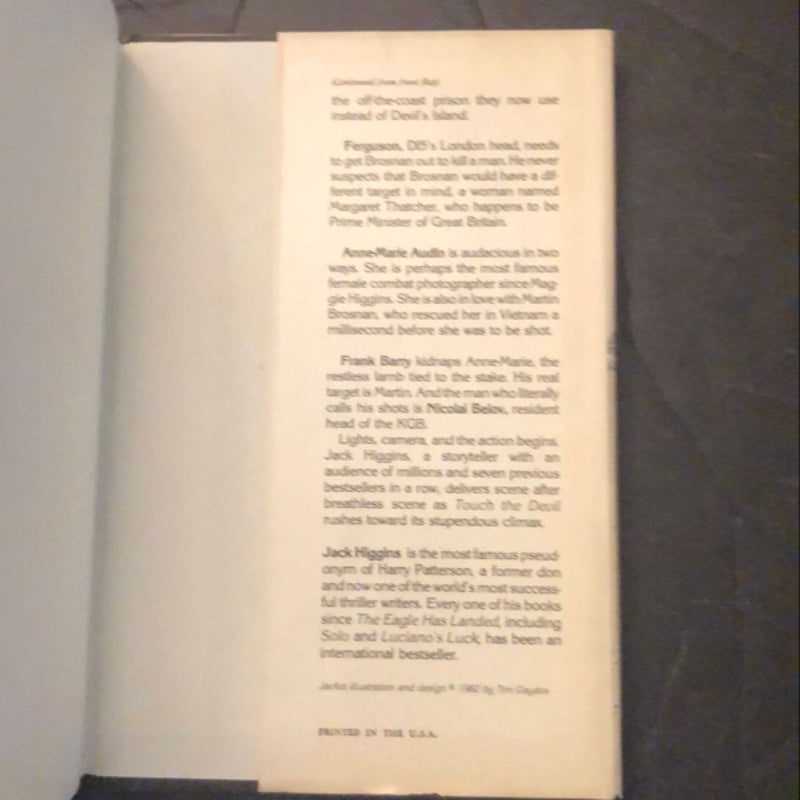 (Continued from front flap)
the off-the-coast prison they now use
instead of Devil's Island.
Ferguson, DI5's London head, needs
to get Brosnan out to kill a man. He never
suspects that Brosnan would have a dif-
ferent target in mind, a woman named
Margaret Thatcher, who happens to be
Prime Minister of Great Britain.
Anne-Marie Audin is audacious in two
ways. She is perhaps the most famous
female combat photographer since Mag-
gie Higgins. She is also in love with Martin
Brosnan, who rescued her in Vietnam a
millisecond before she was to be shot.
Frank Barry kidnaps Anne-Marie, the
restless lamb tied to the stake. His real
target is Martin. And the man who literally
calls his shots is Nicolai Belov, resident
head of the KGB.
Lights, camera, and the action begins.
Jack Higgins, a storyteller with an
audience of millions and seven previous
bestsellers in a row, delivers scene after
breathless scene as Touch the Devil
rushes toward its stupendous climax.
Jack Higgins is the most famous pseud-
onym of Harry Patterson, a former don
and now one of the world's most success-
ful thriller writers. Every one of his books
since The Eagle Has Landed, including
Solo and Luciano's Luck, has been an
international bestseller.
Jacket illustration and design © 1982 by Tim Gaydos
PRINTED IN THE U.S.A.